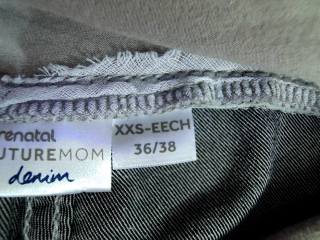 renatal
UTUREMOM
denim
XXS-EECH
36/38